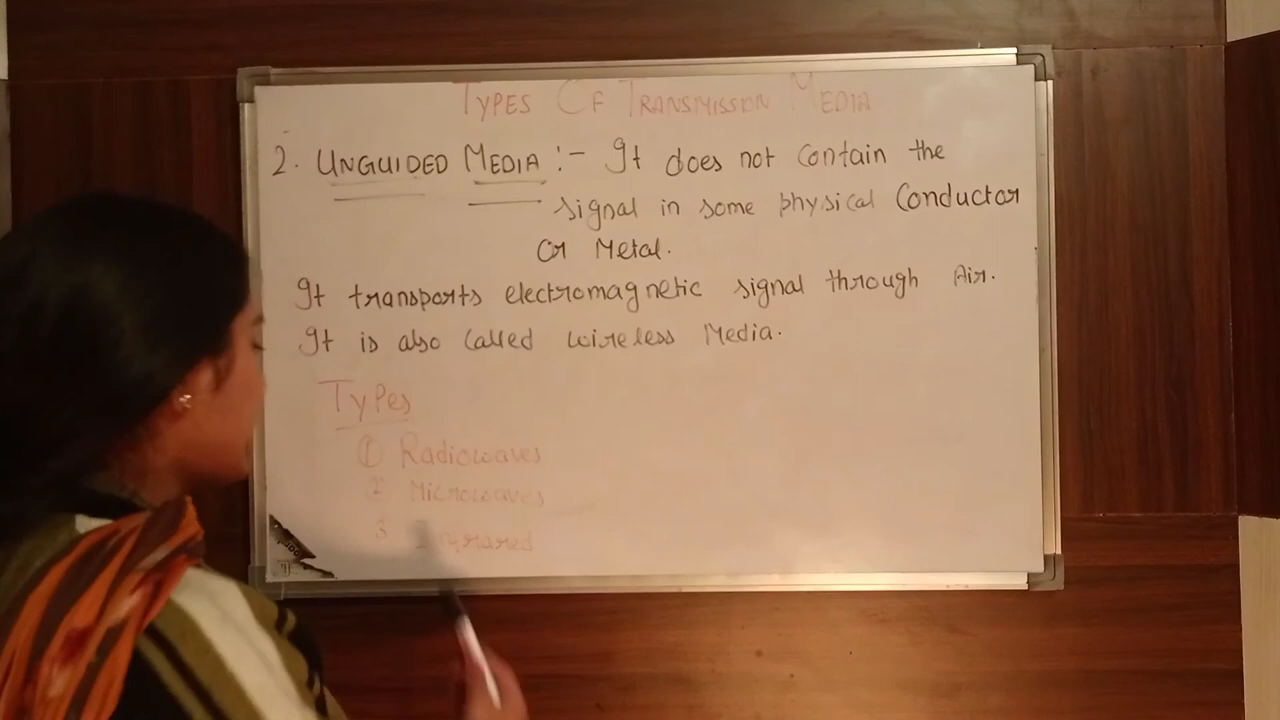 TYPES OF TRANSMISSION MEDIA
2. UNGUIDED MEDIA :- It does not contain the
signal in some physical Conductor
or Metal.
It transports electromagnetic signal through Air.
It is also called wireless Media.
Types
① Radiowaves
2 Microwaves
3 Infrared